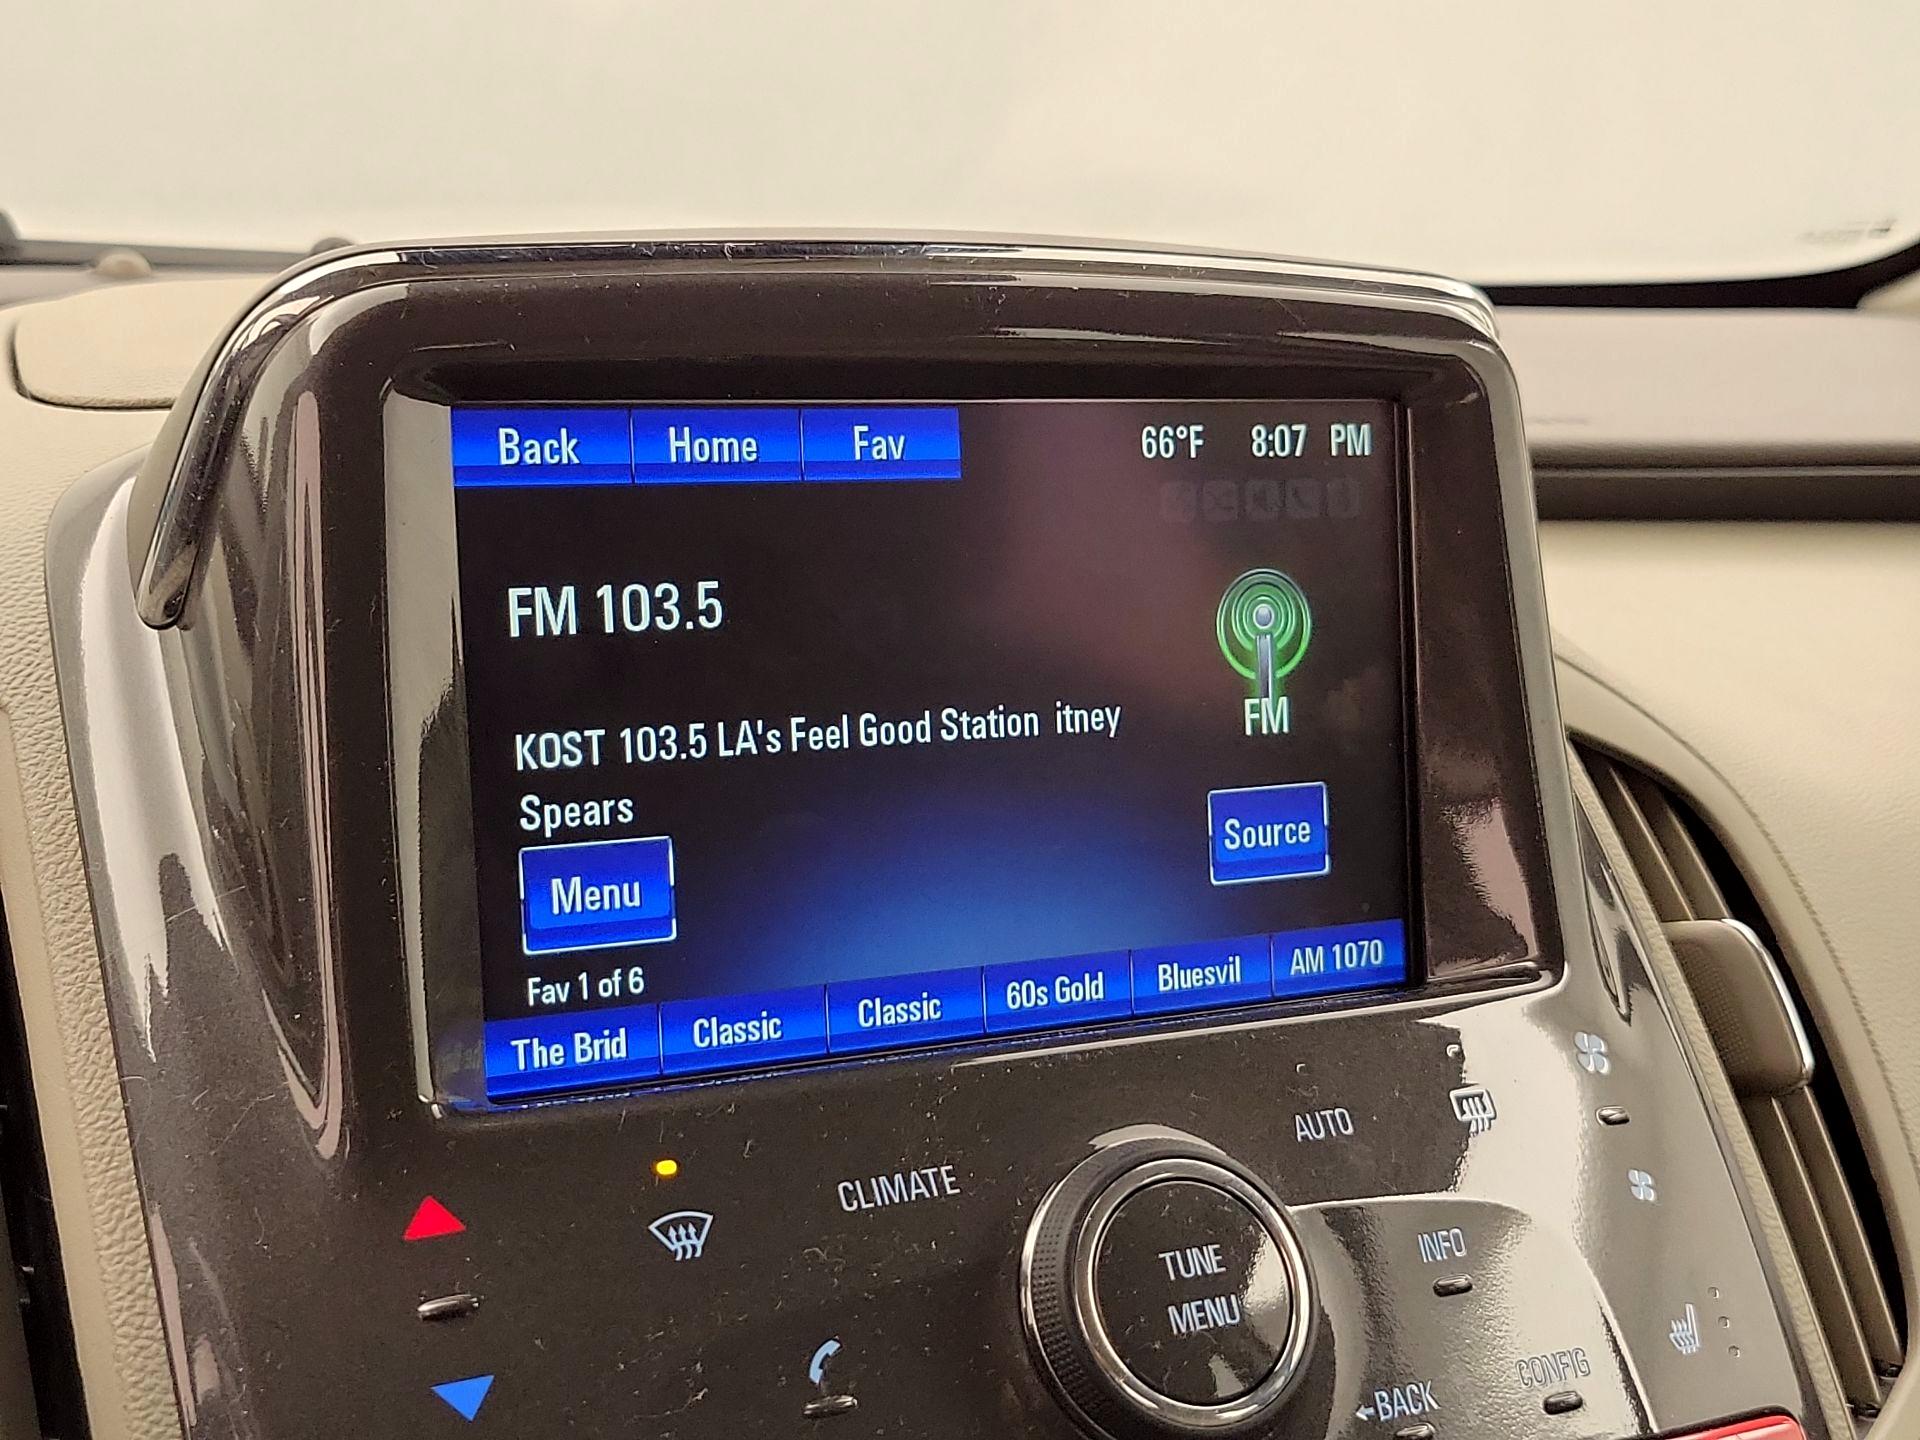 Back Home Fav 66°F 8:07 PM
FM 103.5
FM
KOST 103.5 LA's Feel Good Station itney
Spears
Source
Menu
Fav 1 of 6
The Brid Classic Classic 60s Gold Bluesvil AM 1070
AUTO
CLIMATE
TUNE
MENU
INFO
CONFIG
←BACK